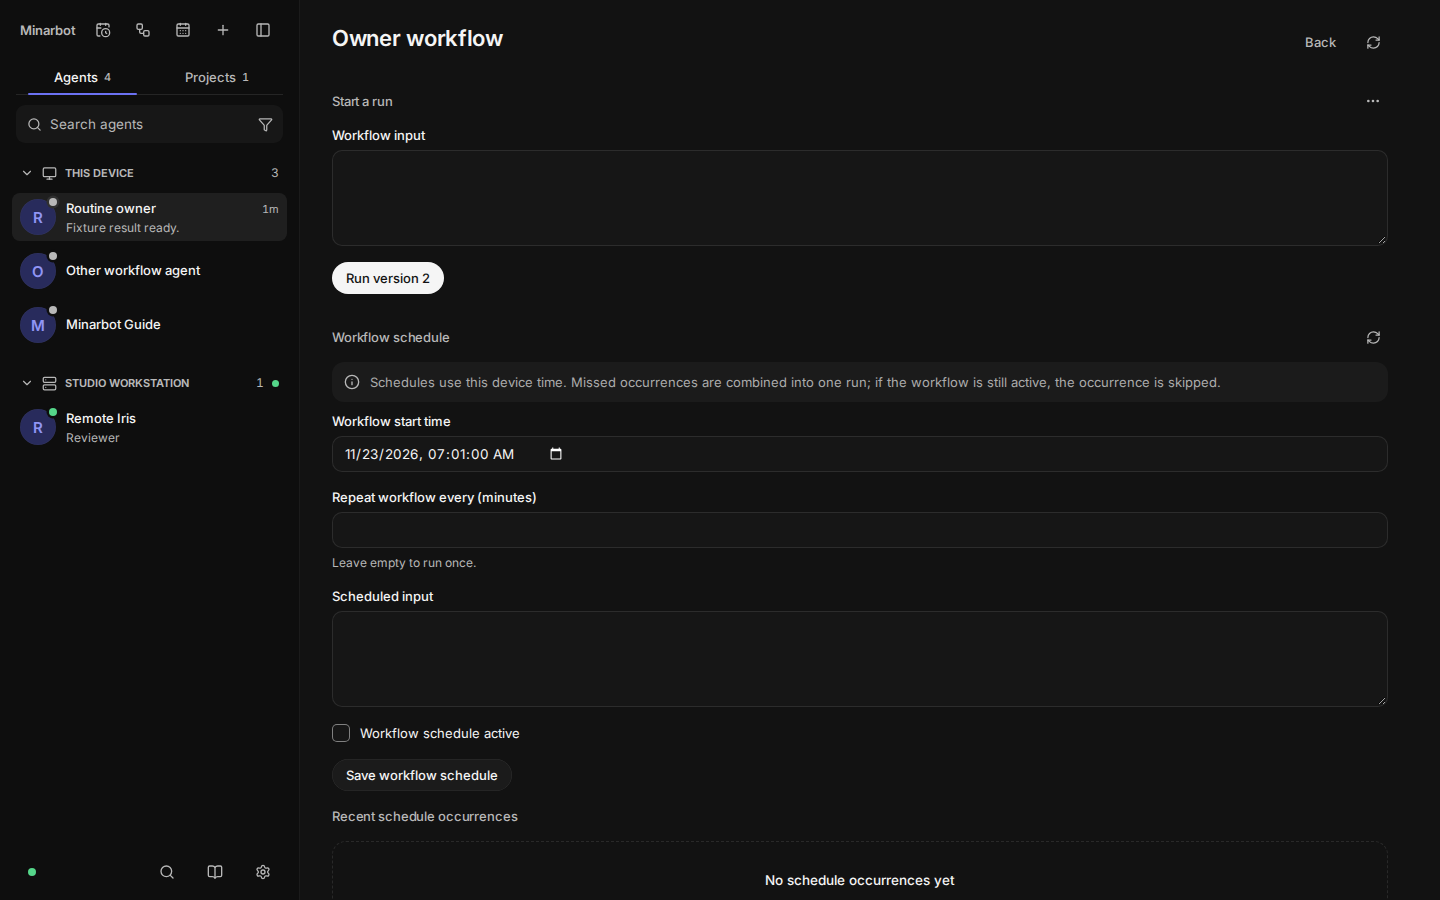 Minarbot
Agents 4
Projects 1
Search agents
THIS DEVICE 3
R
Routine owner 1m
Fixture result ready.
O
Other workflow agent
M
Minarbot Guide
STUDIO WORKSTATION 1
R
Remote Iris
Reviewer
Owner workflow
Back
Start a run
Workflow input
Run version 2
Workflow schedule
Schedules use this device time. Missed occurrences are combined into one run; if the workflow is still active, the occurrence is skipped.
Workflow start time
11/23/2026, 07:01:00 AM
Repeat workflow every (minutes)
Leave empty to run once.
Scheduled input
Workflow schedule active
Save workflow schedule
Recent schedule occurrences
No schedule occurrences yet